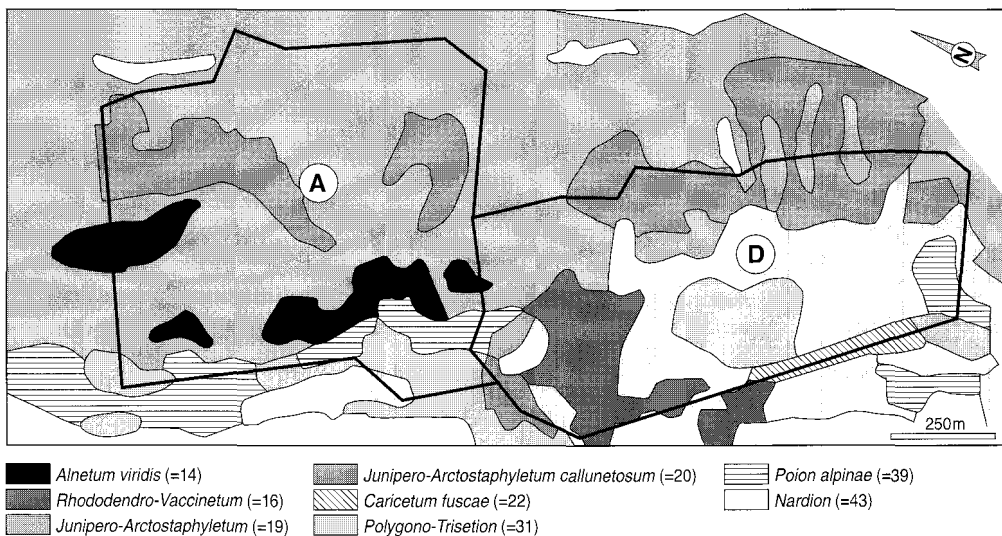 N
A
D
250m
Alnetum viridis (=14)
Rhododendro-Vaccinetum (=16)
Junipero-Arctostaphyletum (=19)
Junipero-Arctostaphyletum callunetosum (=20)
Caricetum fuscae (=22)
Polygono-Trisetion (=31)
Poion alpinae (=39)
Nardion (=43)